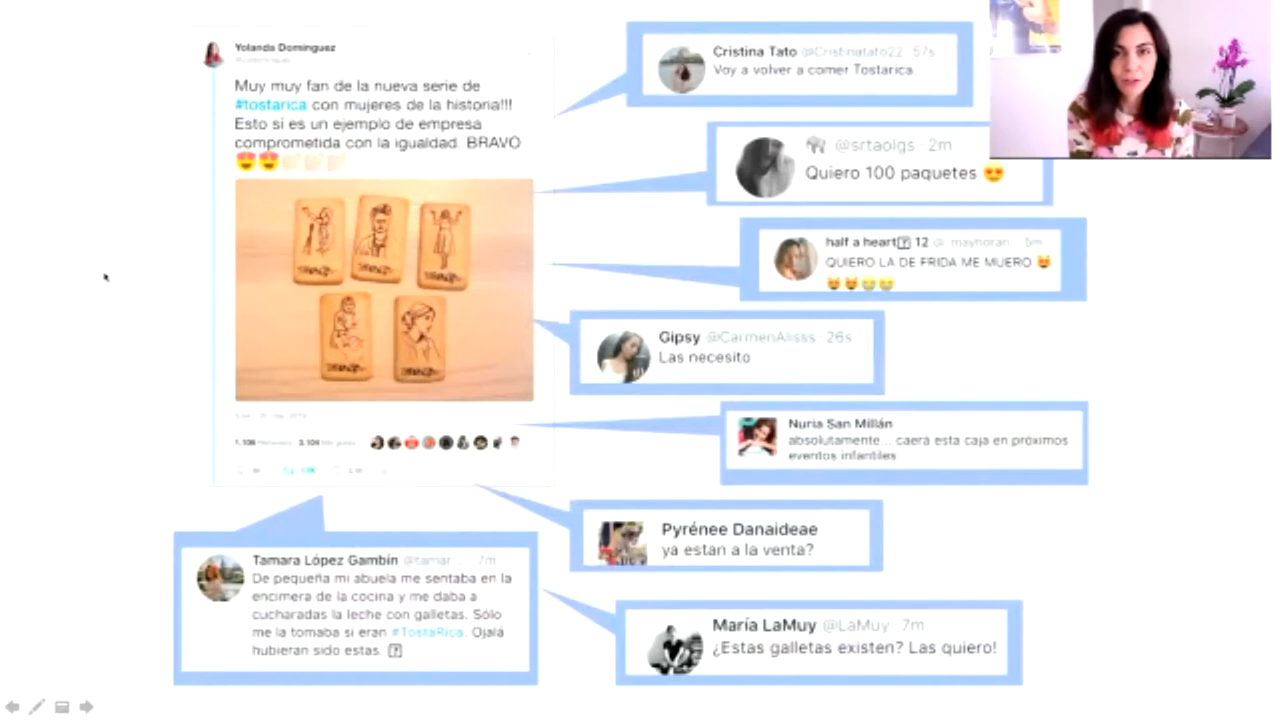 Yolanda Domínguez
Muy muy fan de la nueva serie de
#tostarica con mujeres de la historia!!!
Esto si es un ejemplo de empresa
comprometida con la igualdad. BRAVO
😍😍
Cristina Tato @Cristinatato22 · 57s
Voy a volver a comer Tostarica.
@srtaolgs · 2m
Quiero 100 paquetes 😍
half a heart 12 @_mayhoran · 5m
QUIERO LA DE FRIDA ME MUERO 😻
😻😻😂😂
Gipsy @CarmenAlisss · 26s
Las necesito
Nuria San Millán
absolutamente... caerá esta caja en próximos
eventos infantiles
Pyrénee Danaideae
ya estan a la venta?
Tamara López Gambín @tamar... · 7m
De pequeña mi abuela me sentaba en la
encimera de la cocina y me daba a
cucharadas la leche con galletas. Sólo
me la tomaba si eran #TostaRica. Ojalá
hubieran sido estas.
María LaMuy @LaMuy · 7m
¿Estas galletas existen? Las quiero!